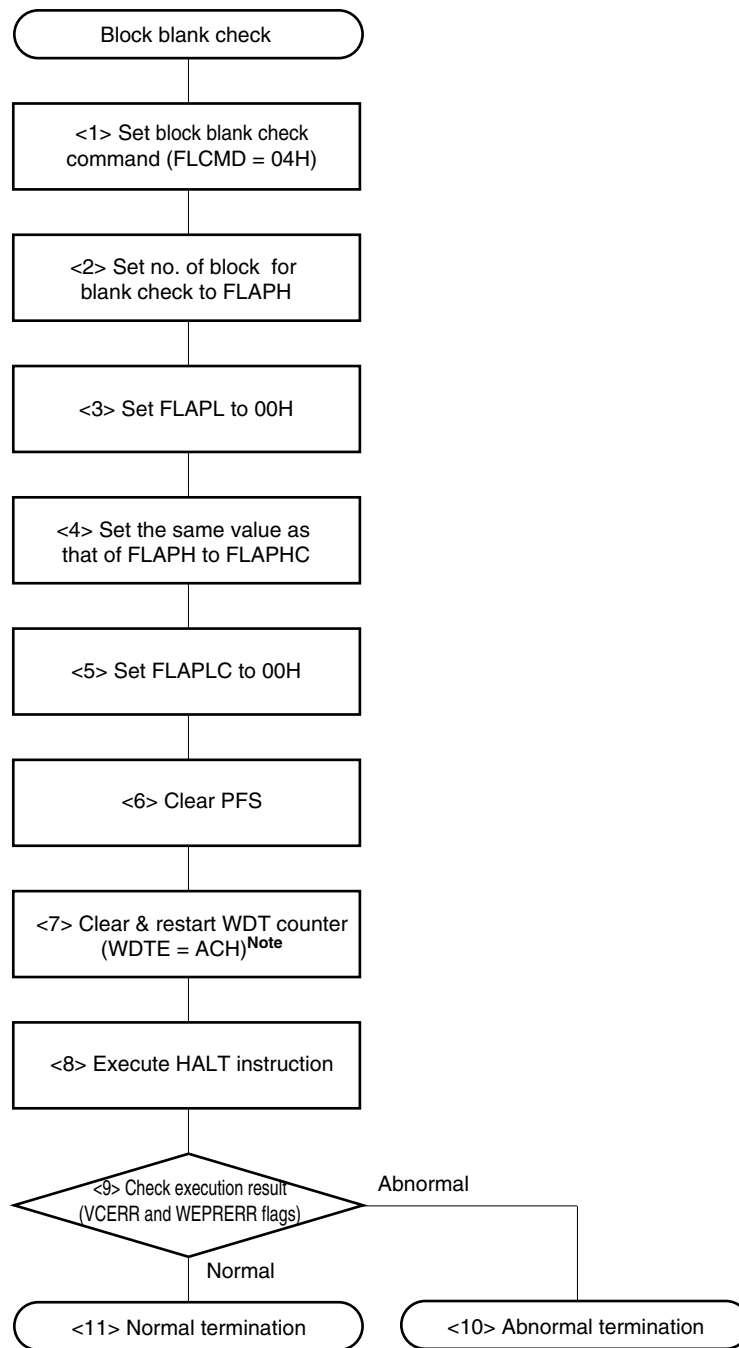 Block blank check
<1> Set block blank check
command (FLCMD = 04H)
<2> Set no. of block for
blank check to FLAPH
<3> Set FLAPL to 00H
<4> Set the same value as
that of FLAPH to FLAPHC
<5> Set FLAPLC to 00H
<6> Clear PFS
<7> Clear & restart WDT counter
(WDTE = ACH)Note
<8> Execute HALT instruction
<9> Check execution result
(VCERR and WEPRERR flags)
Abnormal
Normal
<11> Normal termination
<10> Abnormal termination